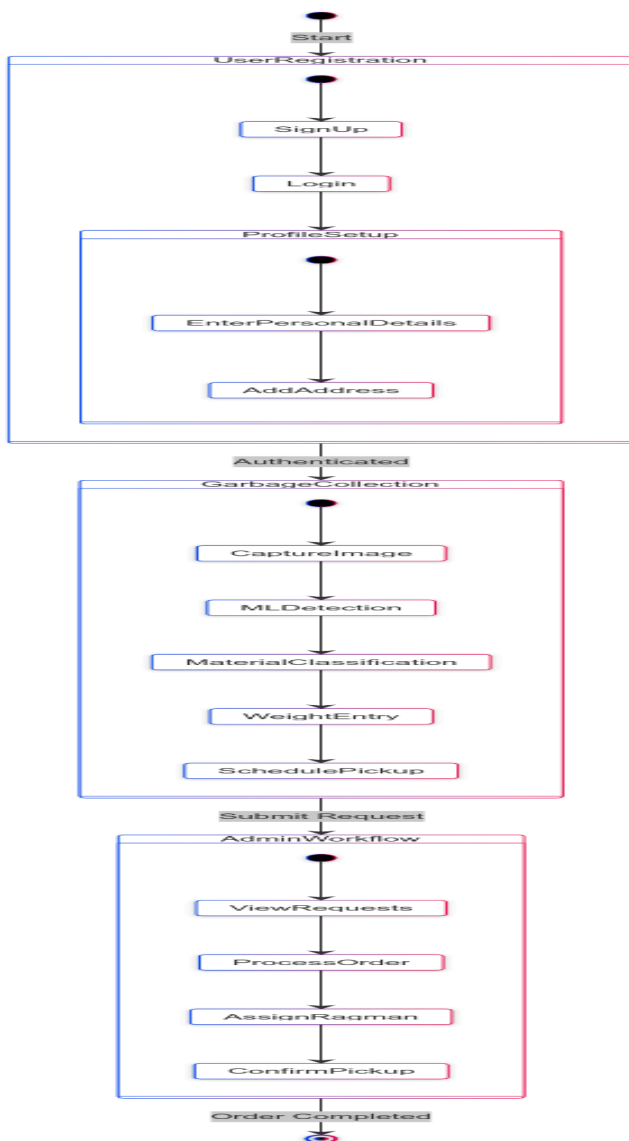 Start
UserRegistration
SignUp
Login
ProfileSetup
EnterPersonalDetails
AddAddress
Authenticated
GarbageCollection
CaptureImage
MLDetection
MaterialClassification
WeightEntry
SchedulePickup
Submit Request
AdminWorkflow
ViewRequests
ProcessOrder
AssignRagman
ConfirmPickup
Order Completed